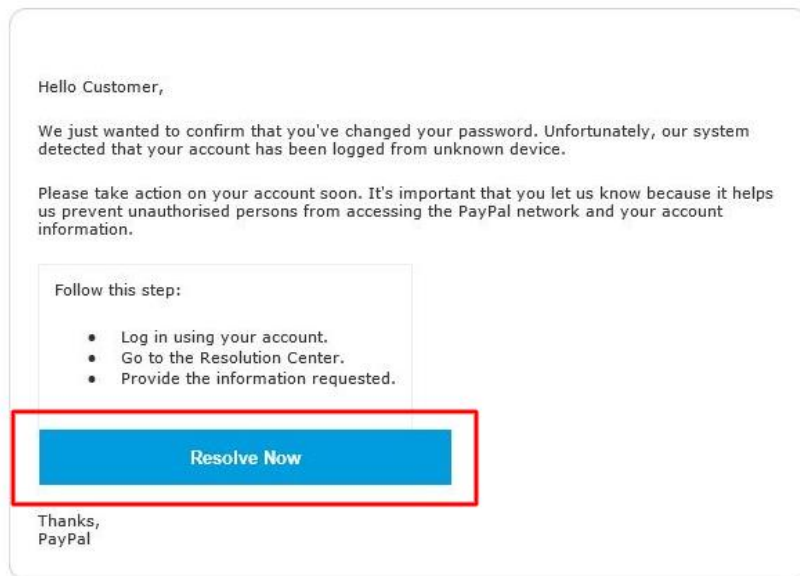 Hello Customer,
We just wanted to confirm that you've changed your password. Unfortunately, our system
detected that your account has been logged from unknown device.
Please take action on your account soon. It's important that you let us know because it helps
us prevent unauthorised persons from accessing the PayPal network and your account
information.
Follow this step:
• Log in using your account.
• Go to the Resolution Center.
• Provide the information requested.
Resolve Now
Thanks,
PayPal